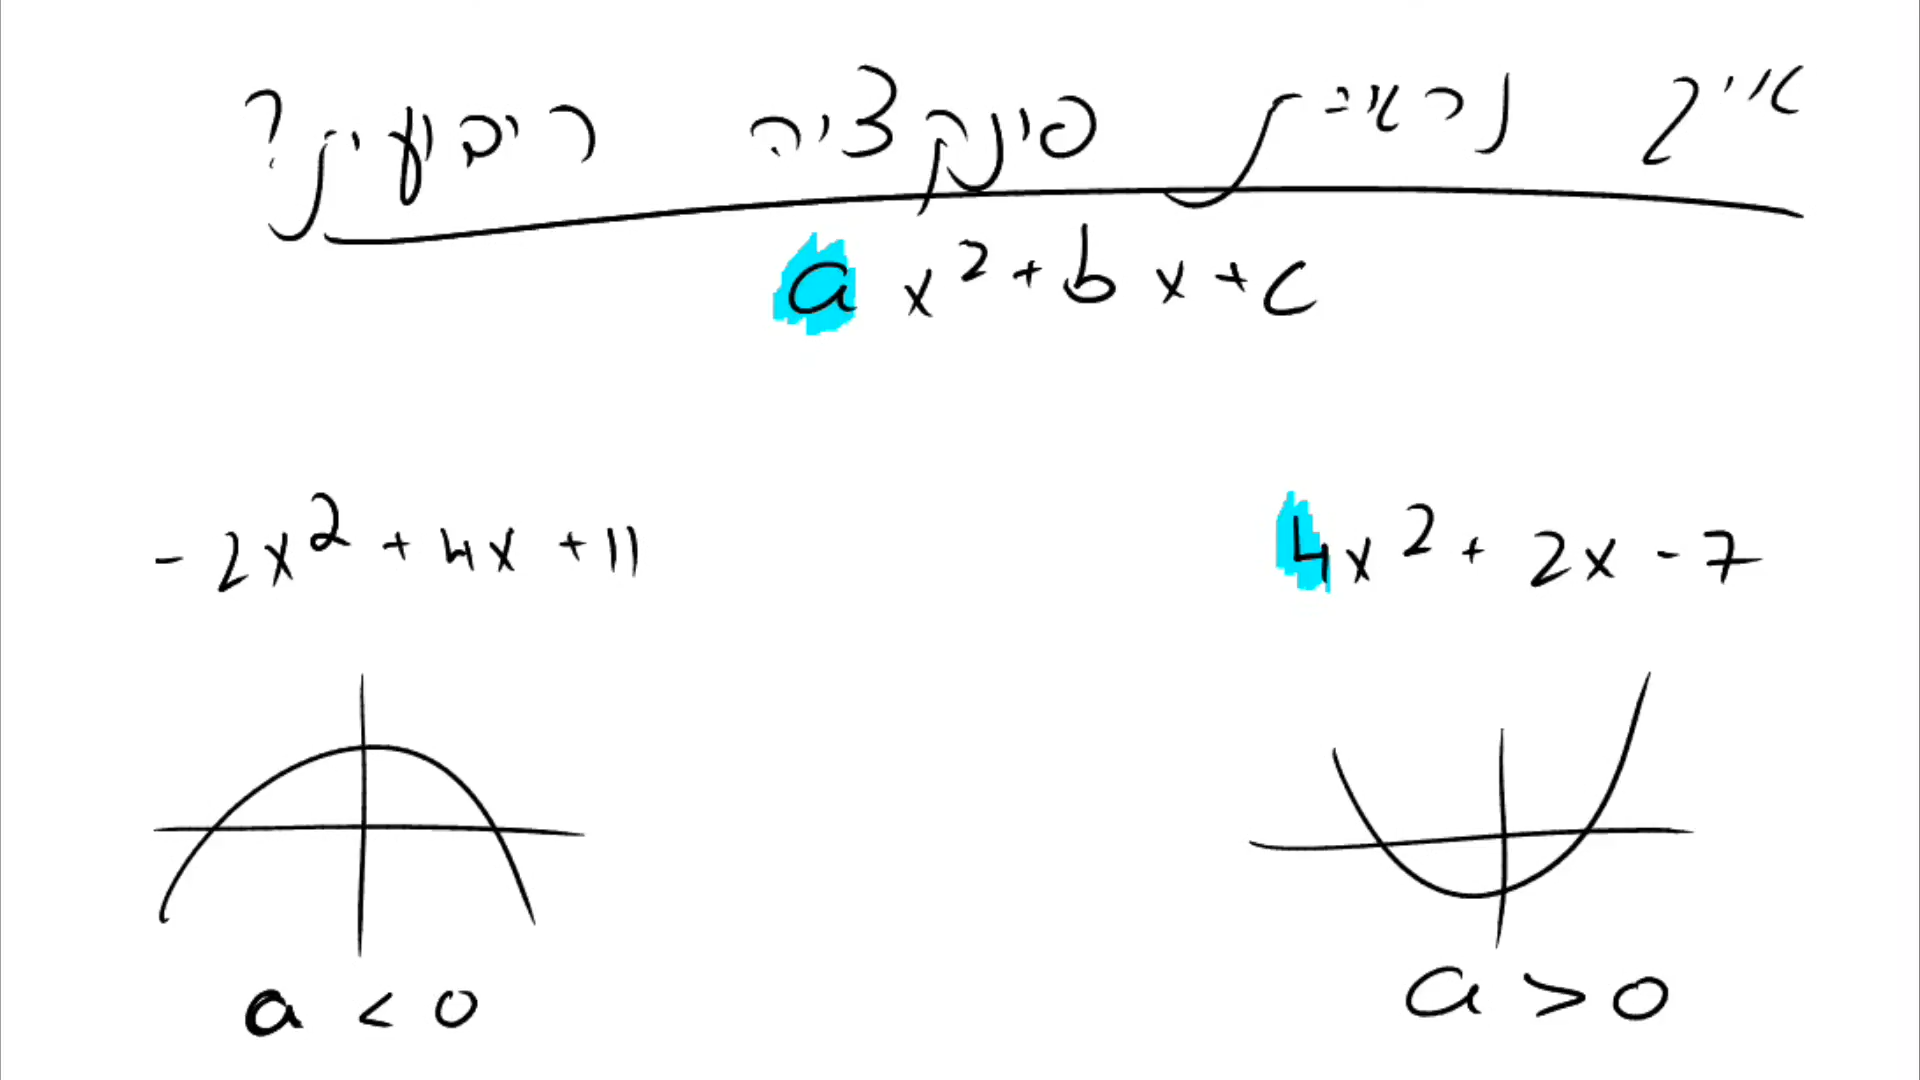 איך נראית פונקציה ריבועית?
ax²+bx+c
4x²+2x-7
-2x²+4x+11
a>0
a<0